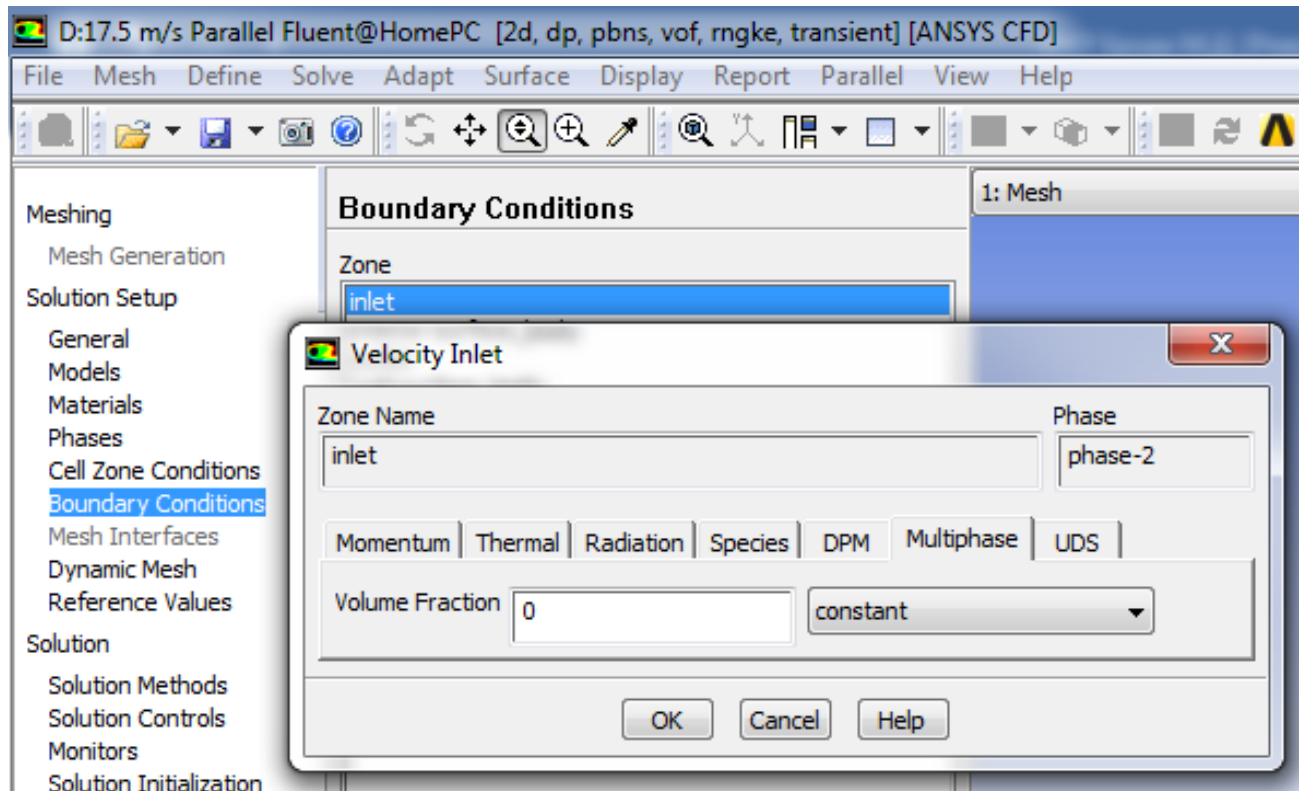 D:17.5 m/s Parallel Fluent@HomePC [2d, dp, pbns, vof, rngke, transient] [ANSYS CFD]
File Mesh Define Solve Adapt Surface Display Report Parallel View Help
Meshing
Mesh Generation
Solution Setup
General
Models
Materials
Phases
Cell Zone Conditions
Boundary Conditions
Mesh Interfaces
Dynamic Mesh
Reference Values
Solution
Solution Methods
Solution Controls
Monitors
Solution Initialization
Boundary Conditions
Zone
inlet
1: Mesh
Velocity Inlet
Zone Name Phase
inlet phase-2
Momentum Thermal Radiation Species DPM Multiphase UDS
Volume Fraction 0 constant
OK Cancel Help